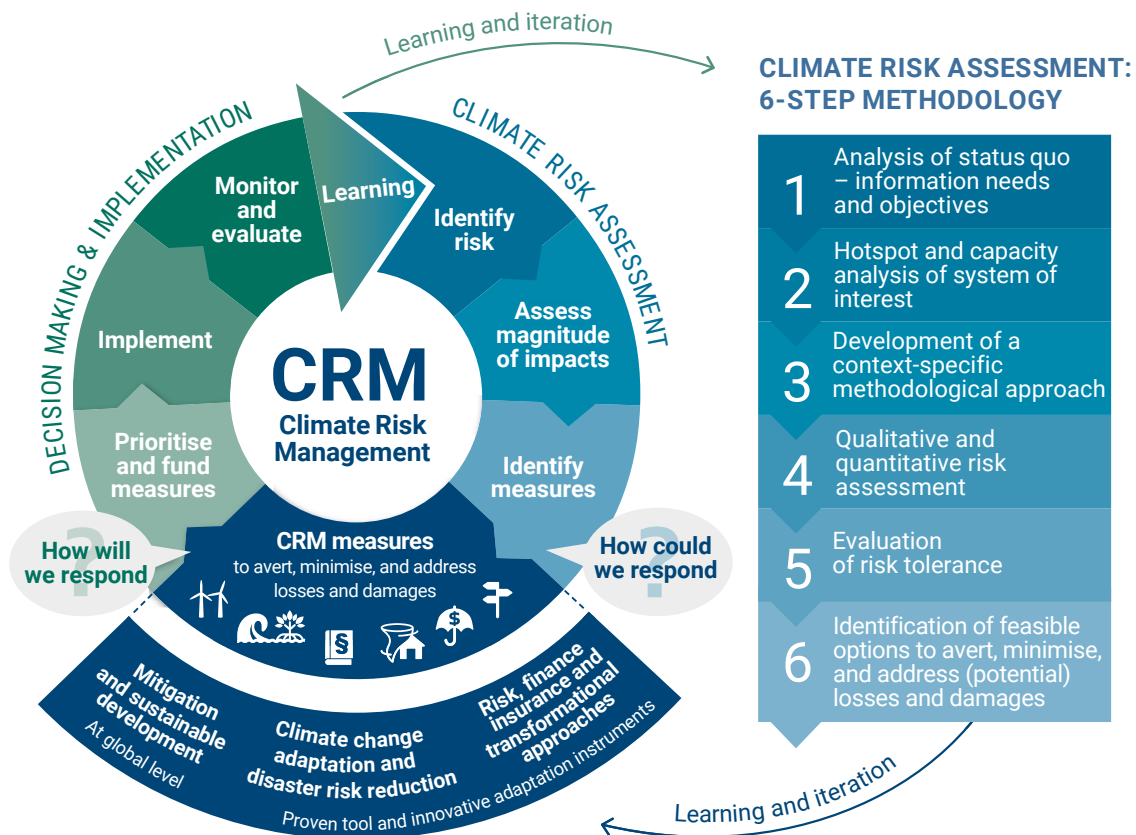 Learning and iteration
CLIMATE RISK ASSESSMENT:
6-STEP METHODOLOGY
DECISION MAKING & IMPLEMENTATION
CLIMATE RISK ASSESSMENT
Learning
Identify
risk
Assess
magnitude
of impacts
Identify
measures
How could
we respond
?
CRM measures
to avert, minimise, and address
losses and damages
§
$
How will
we respond
?
Prioritise
and fund
measures
Implement
Monitor
and
evaluate
CRM
Climate Risk
Management
Mitigation
and sustainable
development
At global level
Climate change
adaptation and
disaster risk reduction
Risk, finance
insurance and
transformational
approaches
Proven tool and innovative adaptation instruments
1
Analysis of status quo
– information needs
and objectives
2
Hotspot and capacity
analysis of system of
interest
3
Development of a
context-specific
methodological approach
4
Qualitative and
quantitative risk
assessment
5
Evaluation
of risk tolerance
6
Identification of feasible
options to avert, minimise,
and address (potential)
losses and damages
Learning and iteration